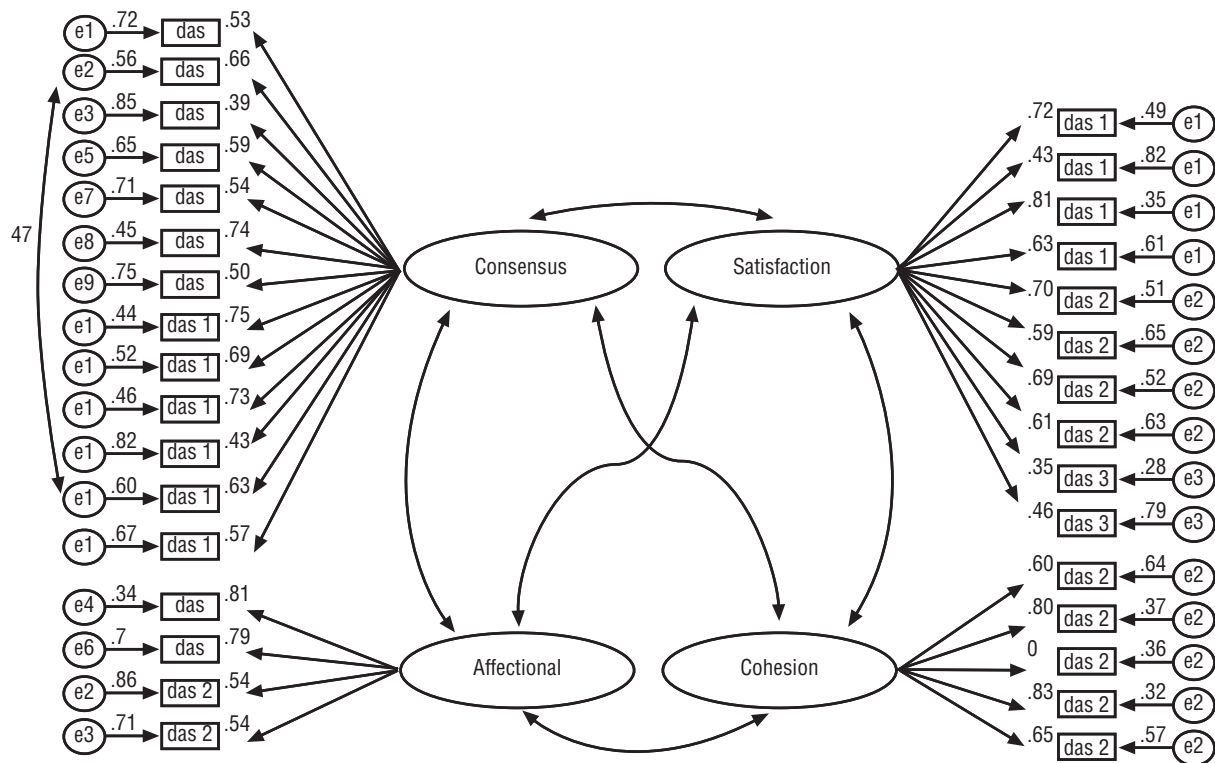 e1 .72 das .53
e2 .56 das .66
e3 .85 das .39
e5 .65 das .59
e7 .71 das .54
e8 .45 das .74
e9 .75 das .50
e1 .44 das 1 .75
e1 .52 das 1 .69
e1 .46 das 1 .73
e1 .82 das 1 .43
e1 .60 das 1 .63
e1 .67 das 1 .57
47
e4 .34 das .81
e6 .7 das .79
e2 .86 das 2 .54
e3 .71 das 2 .54
Consensus
Satisfaction
Affectional
Cohesion
.72 das 1 .49 e1
.43 das 1 .82 e1
.81 das 1 .35 e1
.63 das 1 .61 e1
.70 das 2 .51 e2
.59 das 2 .65 e2
.69 das 2 .52 e2
.61 das 2 .63 e2
.35 das 3 .28 e3
.46 das 3 .79 e3
.60 das 2 .64 e2
.80 das 2 .37 e2
0 das 2 .36 e2
.83 das 2 .32 e2
.65 das 2 .57 e2